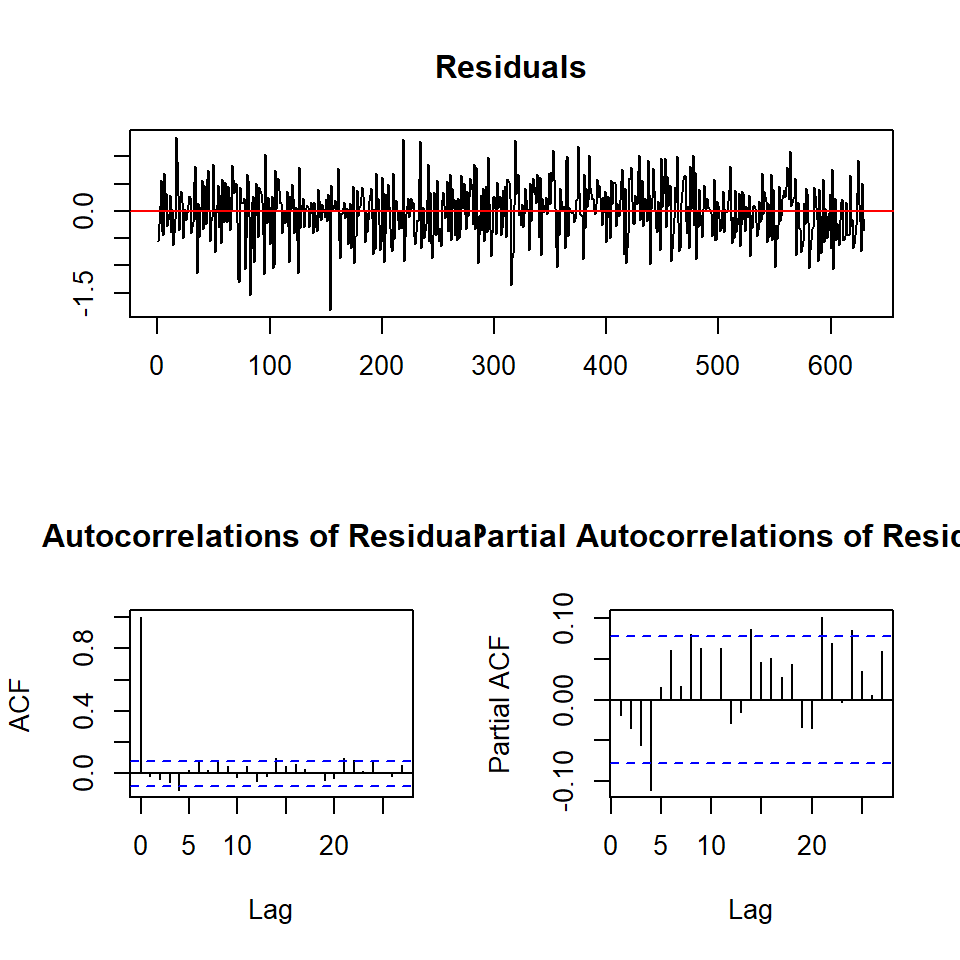 Residuals
0.0
-1.5
0 100 200 300 400 500 600
Autocorrelations of Residua
Partial Autocorrelations of Resid
ACF
0.8
0.4
0.0
0 5 10 20
Lag
Partial ACF
0.10
0.00
-0.10
0 5 10 20
Lag